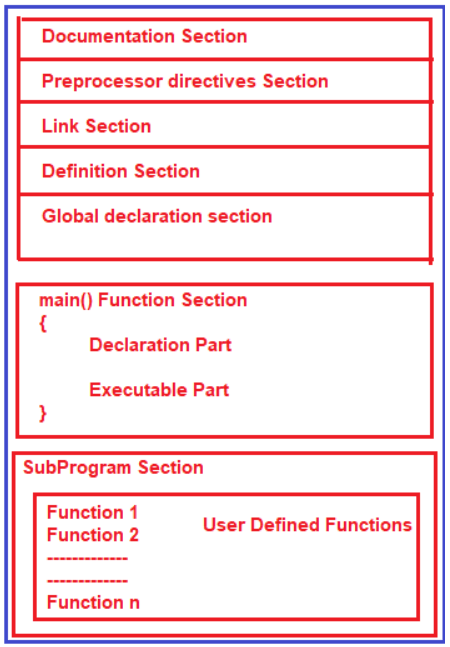 Documentation Section
Preprocessor directives Section
Link Section
Definition Section
Global declaration section
main() Function Section
{
Declaration Part
Executable Part
}
SubProgram Section
Function 1
Function 2
User Defined Functions
-------------
-------------
Function n